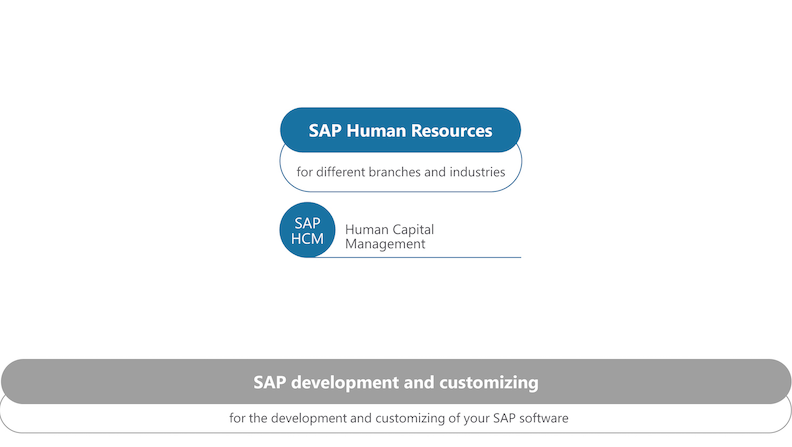 SAP Human Resources
for different branches and industries
SAP
HCM
Human Capital
Management
SAP development and customizing
for the development and customizing of your SAP software